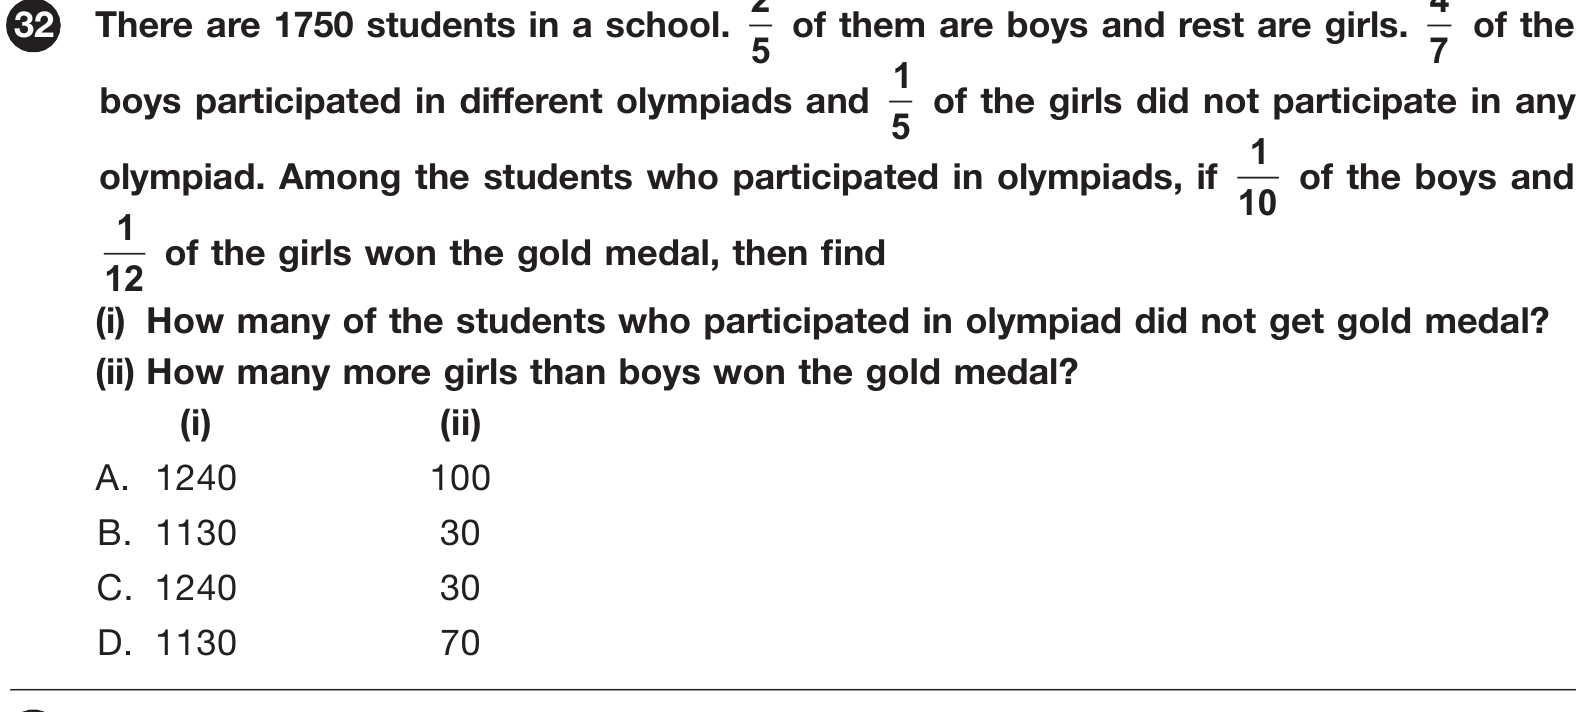 32 There are 1750 students in a school. 2/5 of them are boys and rest are girls. 4/7 of the
boys participated in different olympiads and 1/5 of the girls did not participate in any
olympiad. Among the students who participated in olympiads, if 1/10 of the boys and
1/12 of the girls won the gold medal, then find
(i) How many of the students who participated in olympiad did not get gold medal?
(ii) How many more girls than boys won the gold medal?
(i) (ii)
A. 1240 100
B. 1130 30
C. 1240 30
D. 1130 70